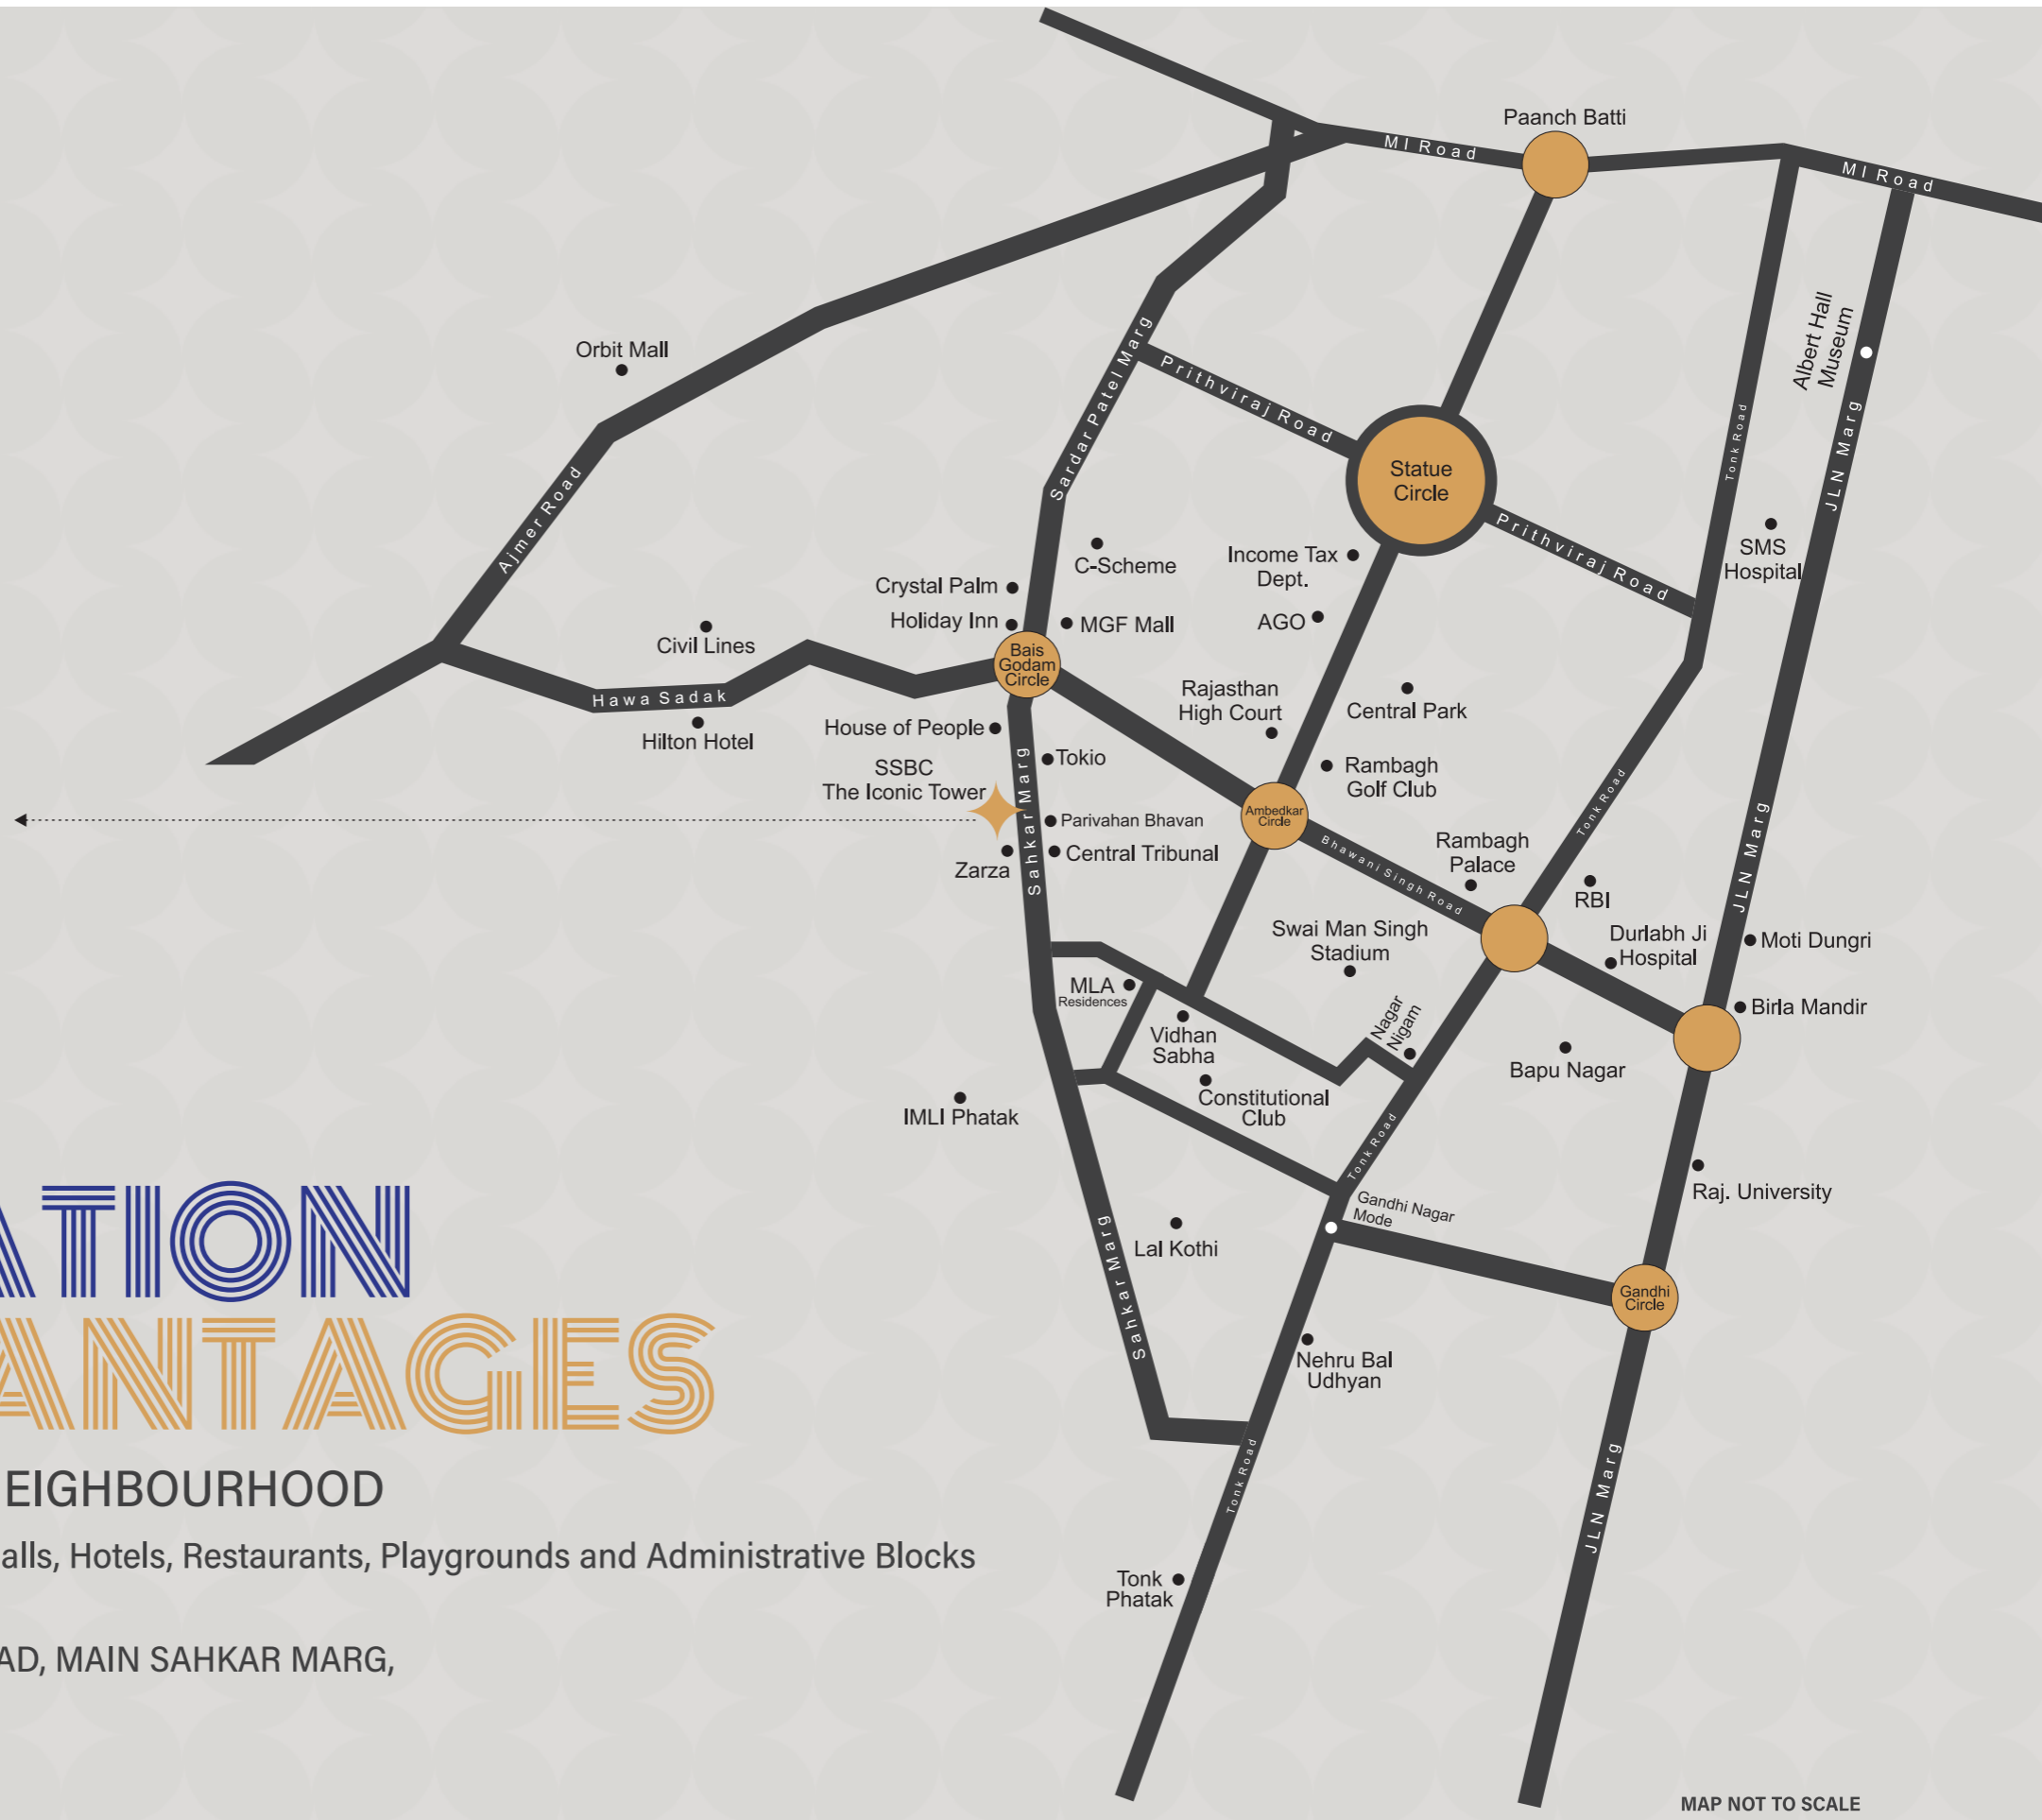 Paanch Batti
MI Road
MI Road
Albert Hall
Museum
Orbit Mall
Sardar Patel Marg
Prithviraj Road
Tonk Road
JLN Marg
Statue
Circle
Ajmer Road
Prithviraj Road
C-Scheme
Income Tax
Dept.
SMS
Hospital
Crystal Palm
Holiday Inn
MGF Mall
AGO
Civil Lines
Bais
Godam
Circle
Hawa Sadak
Rajasthan
High Court
Central Park
House of People
Hilton Hotel
Tokio
SSBC
The Iconic Tower
Rambagh
Golf Club
Tonk Road
Sahkar Marg
Parivahan Bhavan
Ambedkar
Circle
Bhawani Singh Road
Rambagh
Palace
JLN Marg
Zarza
Central Tribunal
RBI
Swai Man Singh
Stadium
Durlabh Ji
Hospital
Moti Dungri
MLA
Residences
Birla Mandir
Vidhan
Sabha
Nagar
Nigam
Bapu Nagar
IMLI Phatak
Constitutional
Club
Tonk Road
Raj. University
Gandhi Nagar
Mode
Lal Kothi
Sahkar Marg
Gandhi
Circle
Nehru Bal
Udhyan
Tonk Road
JLN Marg
Tonk
Phatak
ATION
ANTAGES
EIGHBOURHOOD
alls, Hotels, Restaurants, Playgrounds and Administrative Blocks
AD, MAIN SAHKAR MARG,
MAP NOT TO SCALE